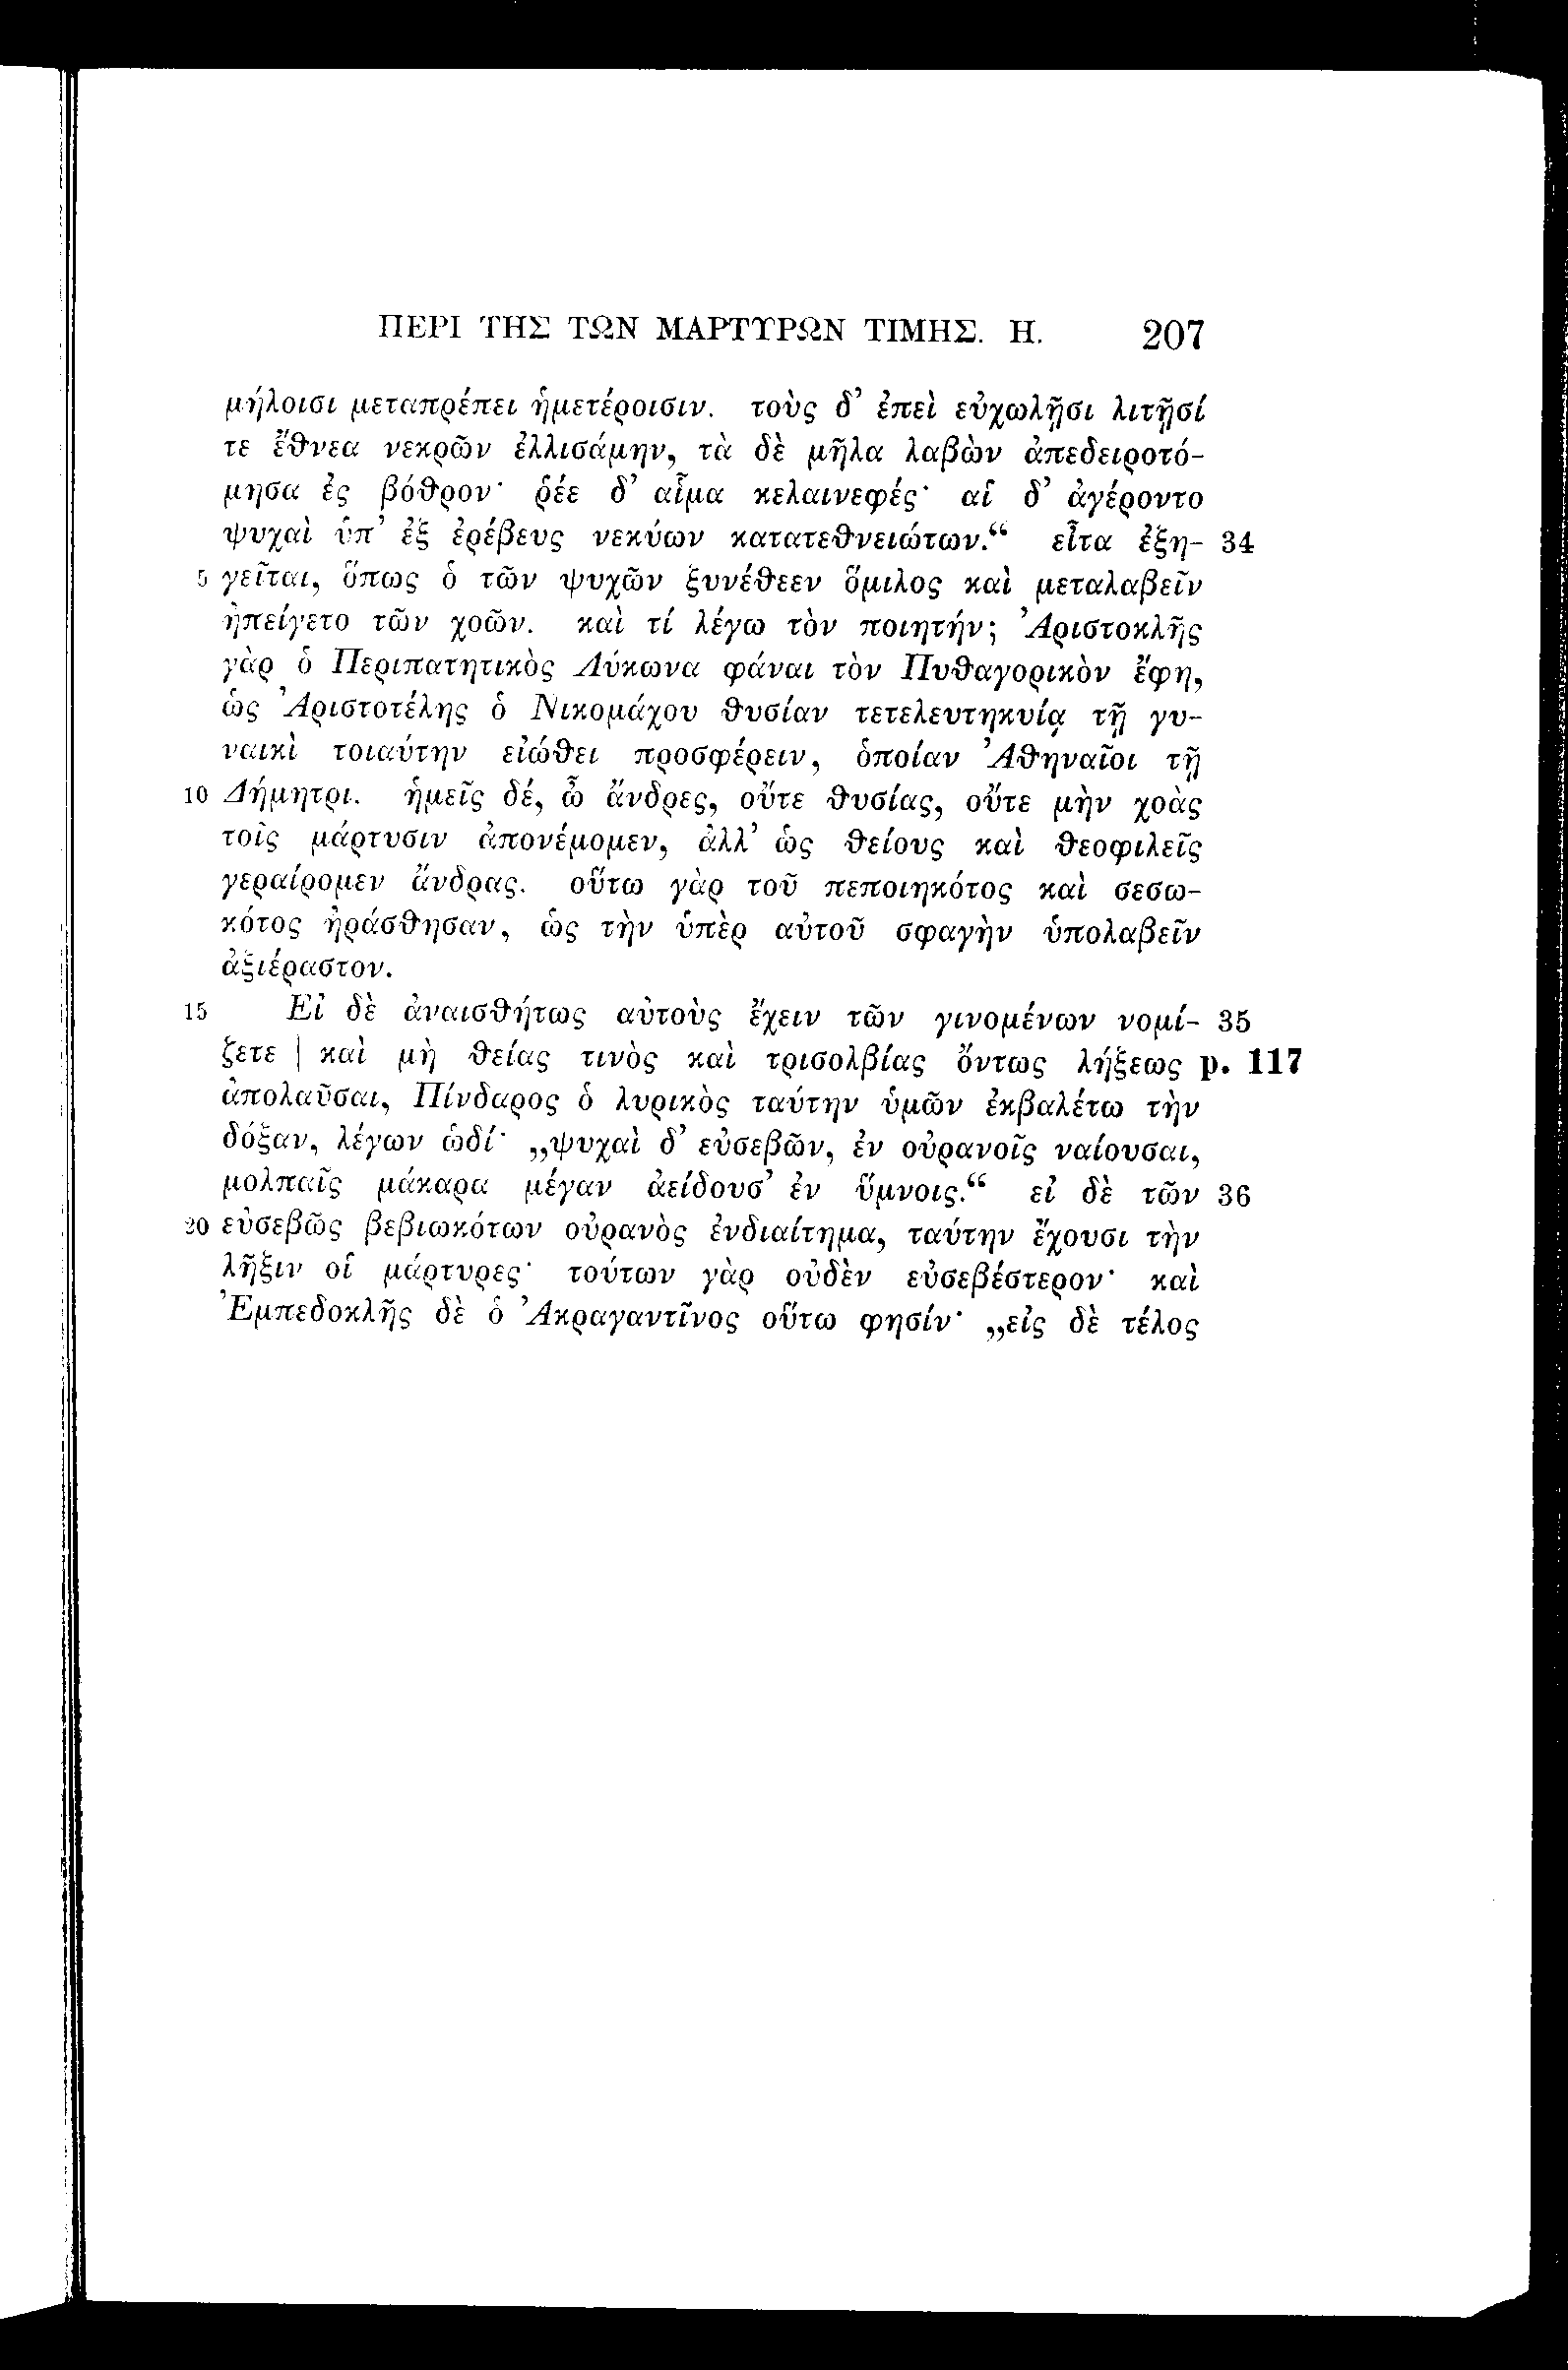 ΠΕΡΙ ΤΗΣ ΤΩΝ ΜΑΡΤΥΡΩΝ ΤΙΜΗΣ. Η. 207
μήλοισι μεταπρέπει ἡμετέροισιν. τοὺς δ’ ἐπεὶ εὐχωλῇσι λιτῇσί
τε ἔθνεα νεκρῶν ἐλλισάμην, τὰ δὲ μῆλα λαβὼν ἀπεδειροτό-
μησα ἐς βόθρον· ῥέε δ’ αἷμα κελαινεφές· αἱ δ’ ἀγέροντο
ψυχαὶ ὑπ’ ἐξ ἐρέβευς νεκύων κατατεθνειώτων.“ εἶτα ἐξη- 34
5 γεῖται, ὅπως ὁ τῶν ψυχῶν ξυνέθεεν ὅμιλος καὶ μεταλαβεῖν
ἠπείγετο τῶν χοῶν. καὶ τί λέγω τὸν ποιητήν; Ἀριστοκλῆς
γὰρ ὁ Περιπατητικὸς Λύκωνα φάναι τὸν Πυθαγορικὸν ἔφη,
ὡς Ἀριστοτέλης ὁ Νικομάχου θυσίαν τετελευτηκυίᾳ τῇ γυ-
ναικὶ τοιαύτην εἰώθει προσφέρειν, ὁποίαν Ἀθηναῖοι τῇ
10 Δήμητρι. ἡμεῖς δέ, ὦ ἄνδρες, οὔτε θυσίας, οὔτε μὴν χοὰς
τοῖς μάρτυσιν ἀπονέμομεν, ἀλλ’ ὡς θείους καὶ θεοφιλεῖς
γεραίρομεν ἄνδρας. οὕτω γὰρ τοῦ πεποιηκότος καὶ σεσω-
κότος ἠράσθησαν, ὡς τὴν ὑπὲρ αὐτοῦ σφαγὴν ὑπολαβεῖν
ἀξιέραστον.
15 Εἰ δὲ ἀναισθήτως αὐτοὺς ἔχειν τῶν γινομένων νομί- 35
ζετε | καὶ μὴ θείας τινὸς καὶ τρισολβίας ὄντως λήξεως p. 117
ἀπολαῦσαι, Πίνδαρος ὁ λυρικὸς ταύτην ὑμῶν ἐκβαλέτω τὴν
δόξαν, λέγων ὡδί· „ψυχαὶ δ’ εὐσεβῶν, ἐν οὐρανοῖς ναίουσαι,
μολπαῖς μάκαρα μέγαν ἀείδουσ’ ἐν ὕμνοις.“ εἰ δὲ τῶν 36
20 εὐσεβῶς βεβιωκότων οὐρανὸς ἐνδιαίτημα, ταύτην ἔχουσι τὴν
λῆξιν οἱ μάρτυρες· τούτων γὰρ οὐδὲν εὐσεβέστερον· καὶ
Ἐμπεδοκλῆς δὲ ὁ Ἀκραγαντῖνος οὕτω φησίν· „εἰς δὲ τέλος